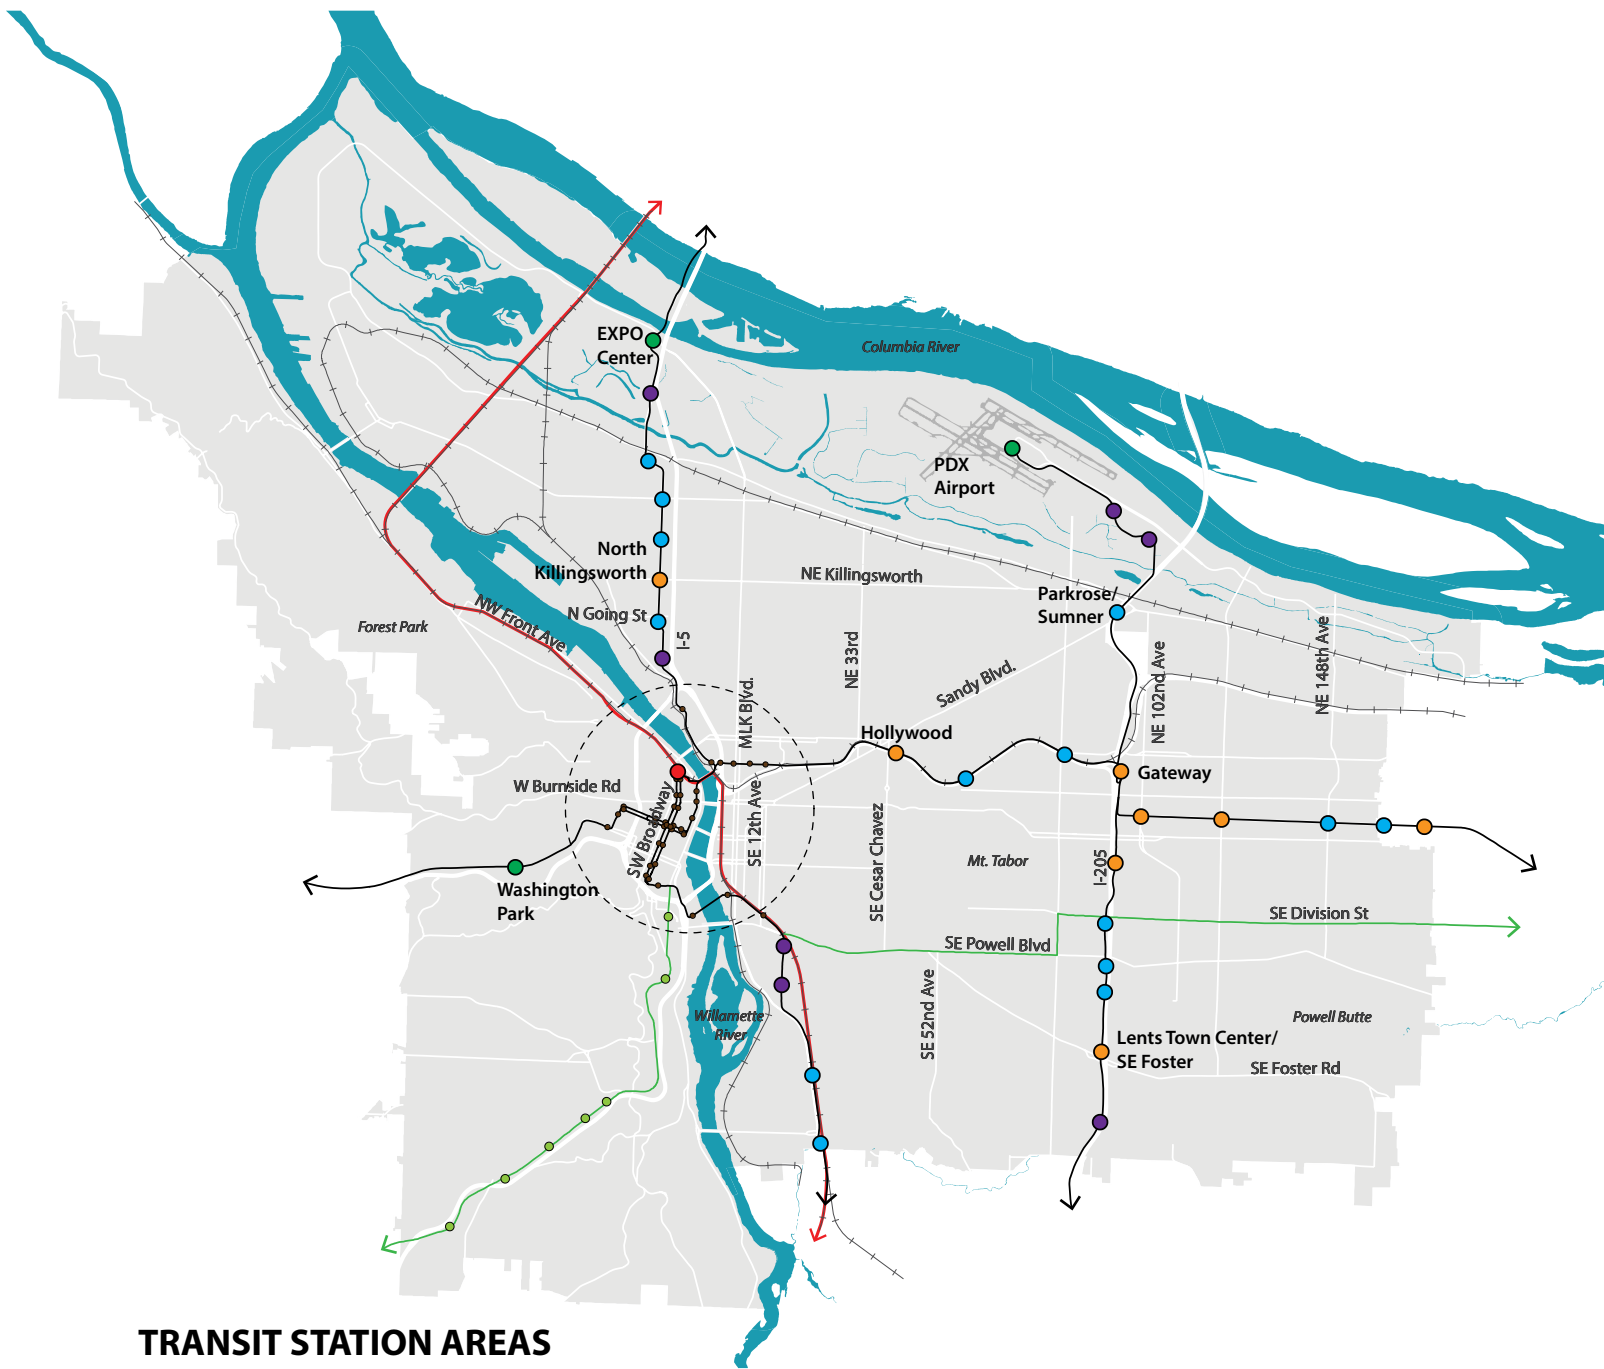 EXPO
Center
Columbia River
PDX
Airport
North
Killingsworth
NE Killingsworth
Parkrose/
Sumner
N Going St
NW Front Ave
Forest Park
I-5
NE 33rd
Sandy Blvd.
NE 102nd Ave
NE 148th Ave
MLK Blvd.
Hollywood
Gateway
W Burnside Rd
SW Broadway
SE 12th Ave
SE Cesar Chavez
Mt. Tabor
I-205
Washington
Park
SE Division St
SE Powell Blvd
SE 52nd Ave
Willamette
River
Powell Butte
Lents Town Center/
SE Foster
SE Foster Rd
TRANSIT STATION AREAS